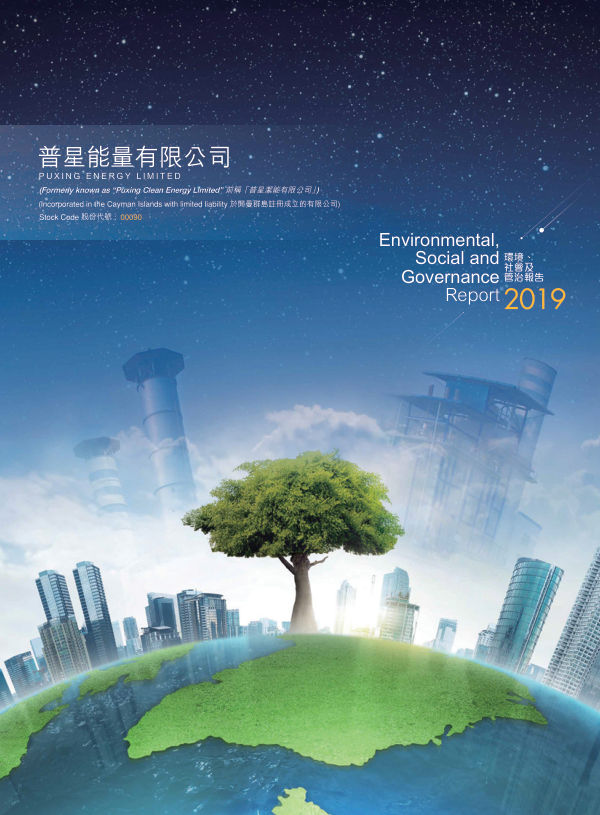 普星能量有限公司
PUXING ENERGY LIMITED
(Formerly known as "Puxing Clean Energy Limited" 前稱「普星潔能有限公司」)
(Incorporated in the Cayman Islands with limited liability 於開曼群島註冊成立的有限公司)
Stock Code 股份代號：00090
Environmental,
Social and
Governance
Report
環境、
社會及
管治報告
2019